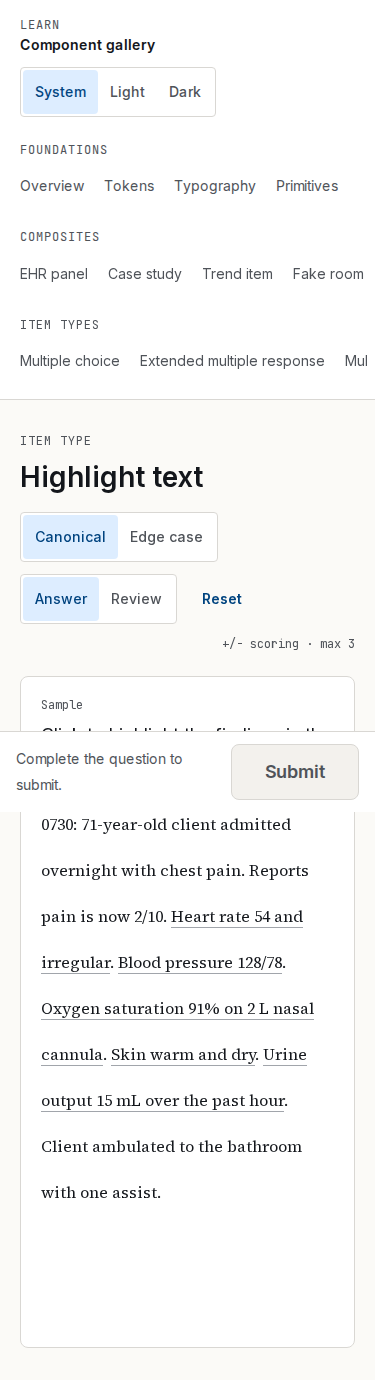 LEARN
Component gallery
System Light Dark
FOUNDATIONS
Overview Tokens Typography Primitives
COMPOSITES
EHR panel Case study Trend item Fake room
ITEM TYPES
Multiple choice Extended multiple response Mul
ITEM TYPE
Highlight text
Canonical Edge case
Answer Review Reset
+/- scoring · max 3
Sample
Complete the question to
submit.
Submit
0730: 71-year-old client admitted
overnight with chest pain. Reports
pain is now 2/10. Heart rate 54 and
irregular. Blood pressure 128/78.
Oxygen saturation 91% on 2 L nasal
cannula. Skin warm and dry. Urine
output 15 mL over the past hour.
Client ambulated to the bathroom
with one assist.